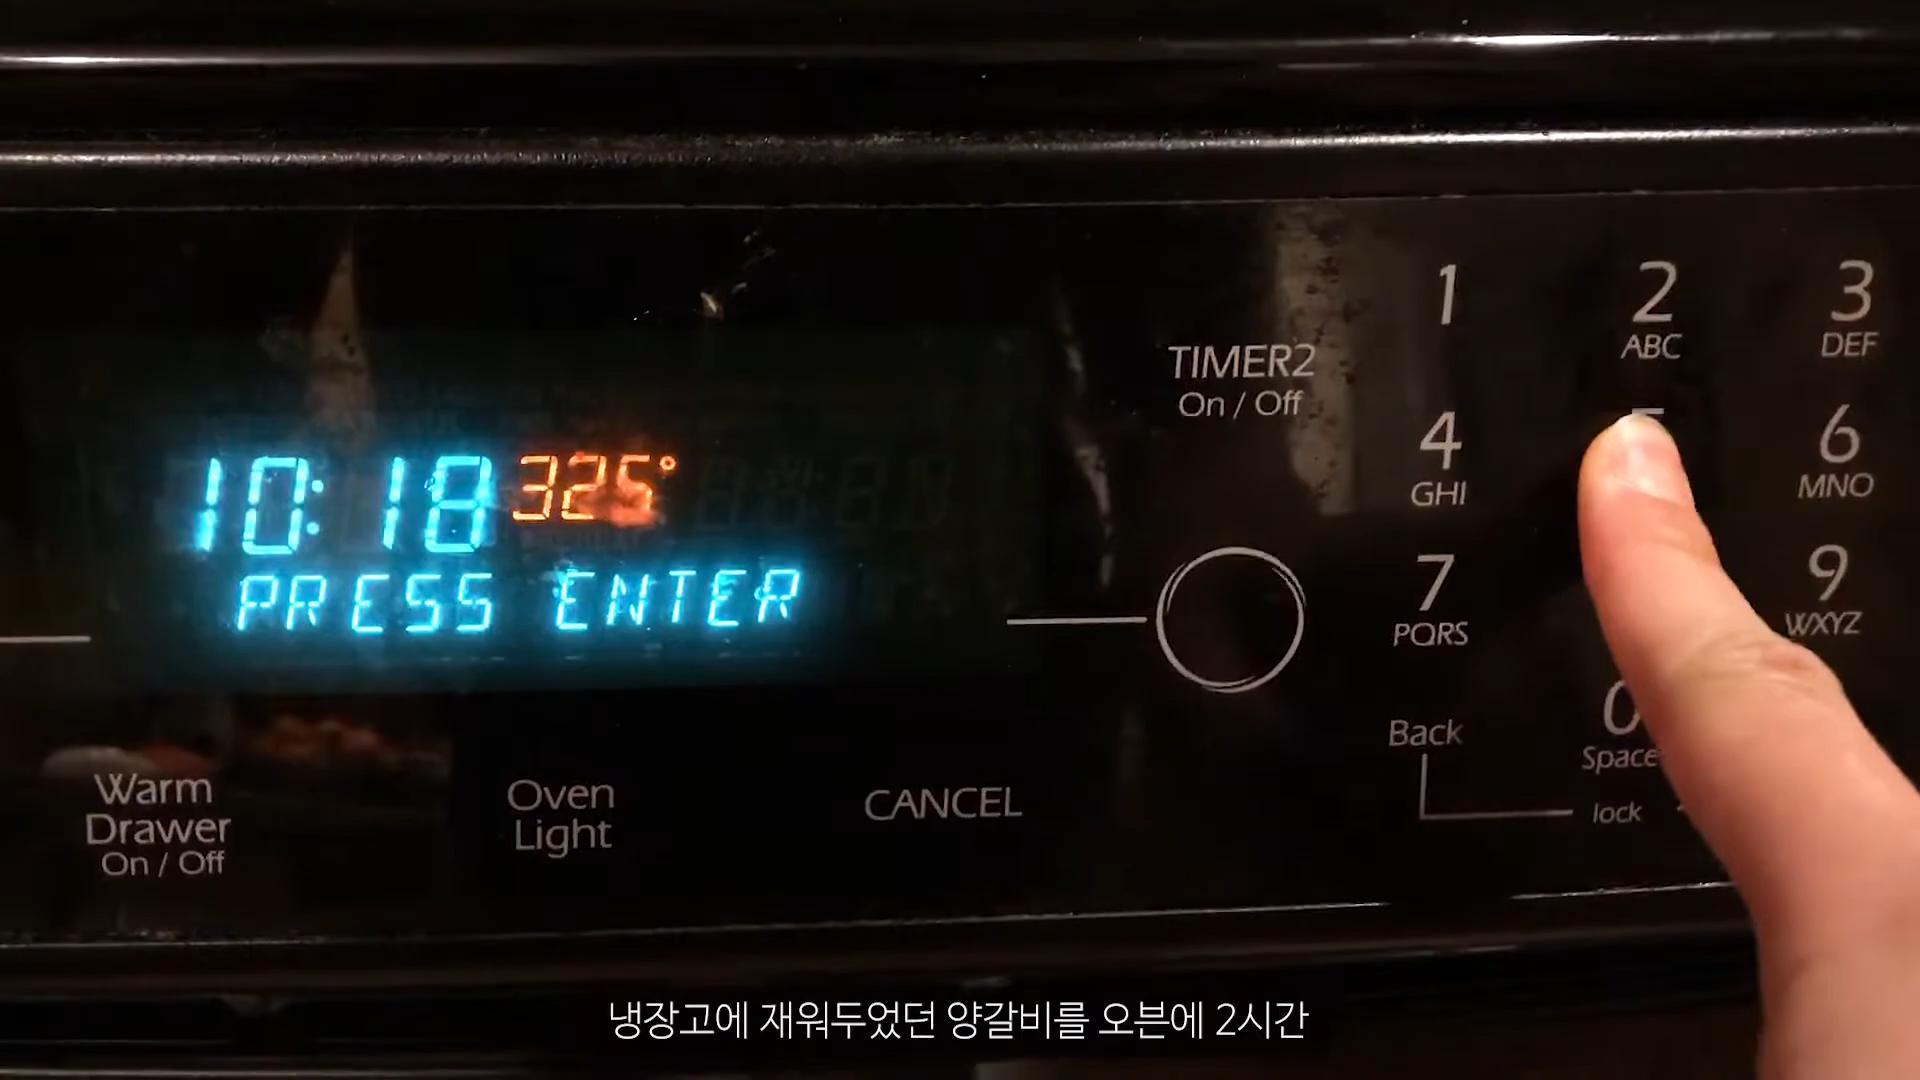 10:18 325°
PRESS ENTER
TIMER2
On / Off
1
2
ABC
3
DEF
4
GHI
6
MNO
7
PQRS
9
WXYZ
Back
0
Space
lock
Warm
Drawer
On / Off
Oven
Light
CANCEL
냉장고에 재워두었던 양갈비를 오븐에 2시간